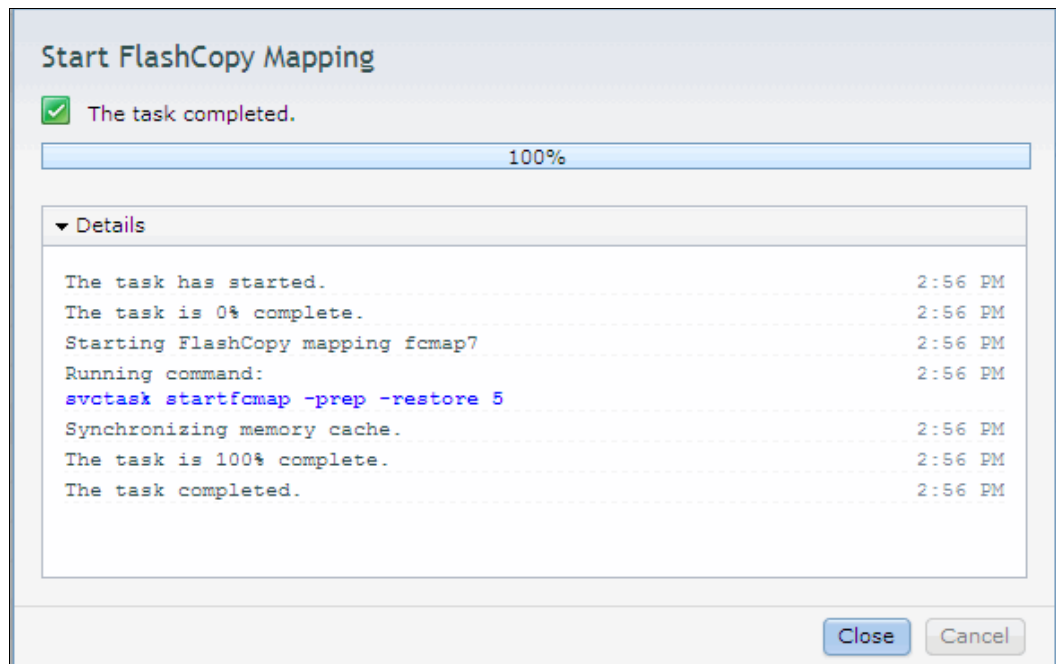 Start FlashCopy Mapping
The task completed.
100%
Details
The task has started. 2:56 PM
The task is 0% complete. 2:56 PM
Starting FlashCopy mapping fcmap7 2:56 PM
Running command: 2:56 PM
svctask startfcmap -prep -restore 5
Synchronizing memory cache. 2:56 PM
The task is 100% complete. 2:56 PM
The task completed. 2:56 PM
Close Cancel